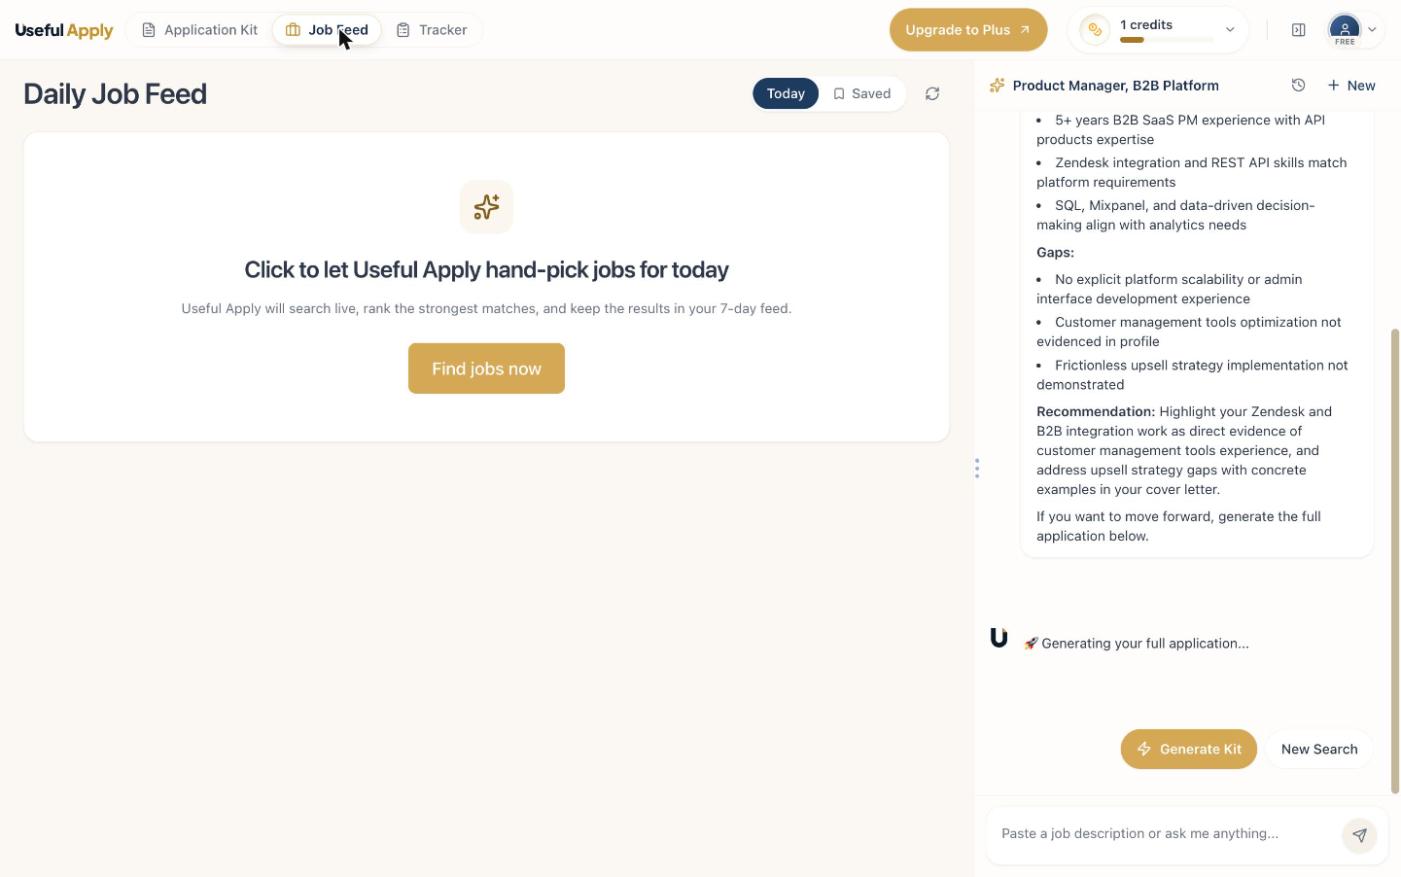 Useful Apply
Application Kit
Job Feed
Tracker
Upgrade to Plus
1 credits
FREE
Daily Job Feed
Today
Saved
Click to let Useful Apply hand-pick jobs for today
Useful Apply will search live, rank the strongest matches, and keep the results in your 7-day feed.
Find jobs now
Product Manager, B2B Platform
+ New
• 5+ years B2B SaaS PM experience with API
products expertise
• Zendesk integration and REST API skills match
platform requirements
• SQL, Mixpanel, and data-driven decision-
making align with analytics needs
Gaps:
• No explicit platform scalability or admin
interface development experience
• Customer management tools optimization not
evidenced in profile
• Frictionless upsell strategy implementation not
demonstrated
Recommendation: Highlight your Zendesk and
B2B integration work as direct evidence of
customer management tools experience, and
address upsell strategy gaps with concrete
examples in your cover letter.
If you want to move forward, generate the full
application below.
U
🚀 Generating your full application...
Generate Kit
New Search
Paste a job description or ask me anything...